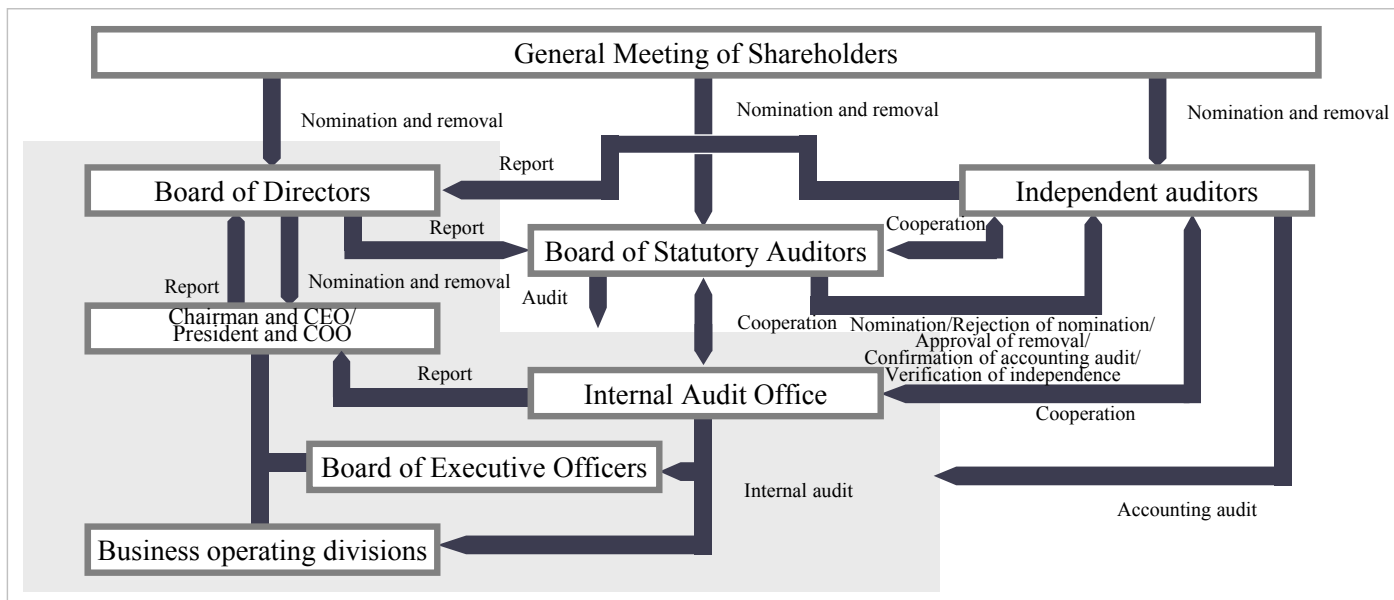 General Meeting of Shareholders
Nomination and removal
Nomination and removal
Nomination and removal
Report
Board of Directors
Independent auditors
Report
Cooperation
Board of Statutory Auditors
Report
Nomination and removal
Audit
Cooperation
Chairman and CEO/
President and COO
Nomination/Rejection of nomination/
Approval of removal/
Confirmation of accounting audit/
Verification of independence
Report
Internal Audit Office
Cooperation
Board of Executive Officers
Internal audit
Accounting audit
Business operating divisions